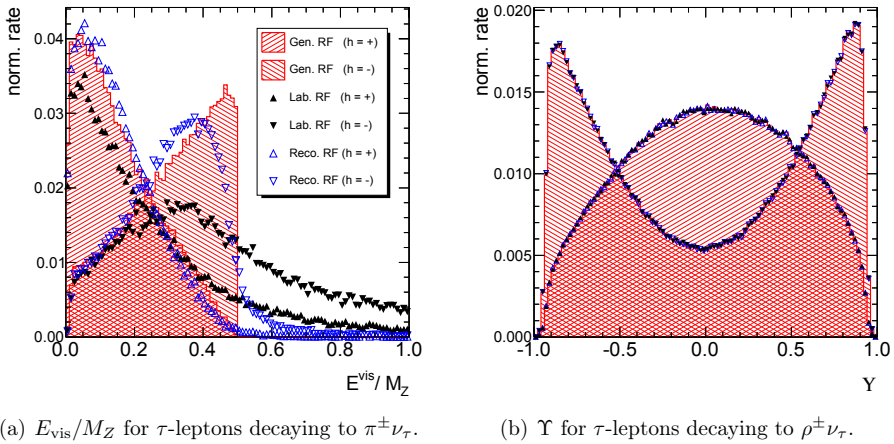 norm. rate
0.04
0.03
0.02
0.01
0.00
0.0 0.2 0.4 0.6 0.8 1.0
E^vis/ M_Z
Gen. RF (h = +)
Gen. RF (h = -)
Lab. RF (h = +)
Lab. RF (h = -)
Reco. RF (h = +)
Reco. RF (h = -)
(a) E_vis/M_Z for τ-leptons decaying to π^±ν_τ.
norm. rate
0.020
0.015
0.010
0.005
0.000
-1.0 -0.5 0.0 0.5 1.0
Υ
(b) Υ for τ-leptons decaying to ρ^±ν_τ.